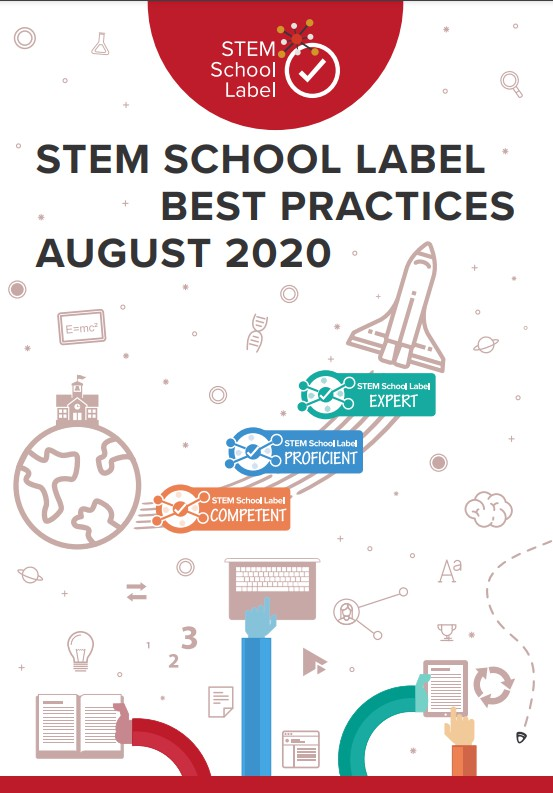 STEM
School
Label
STEM SCHOOL LABEL
BEST PRACTICES
AUGUST 2020
E=mc²
STEM School Label
EXPERT
STEM School Label
PROFICIENT
STEM School Label
COMPETENT
Aa
1
2
3